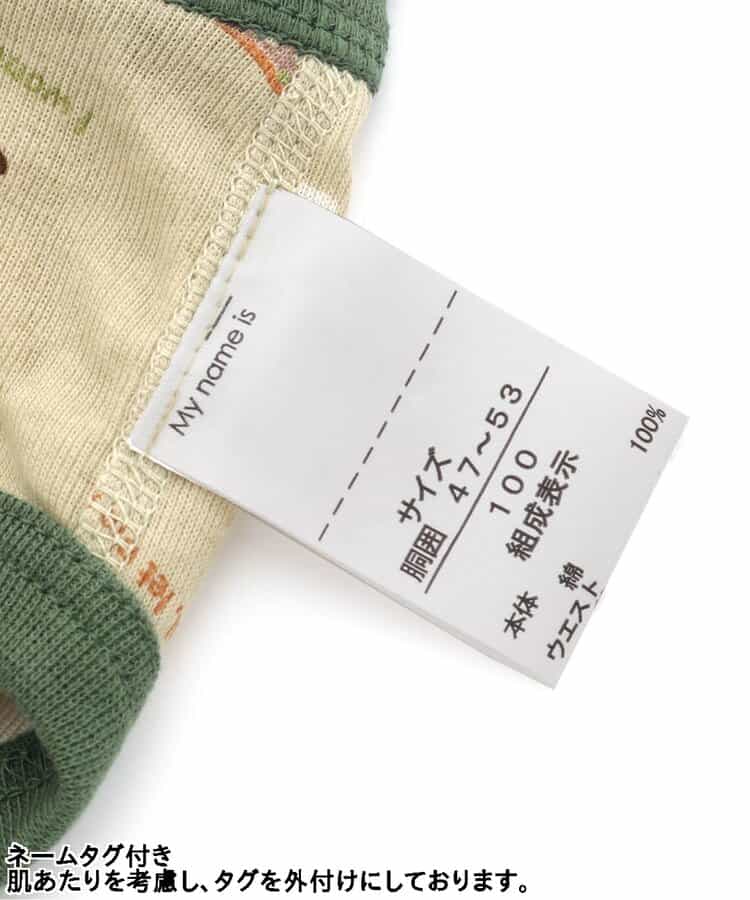 My name is
サイズ
胴囲 47～53
100
組成表示
本体 綿 100%
ウエスト
ネームタグ付き
肌あたりを考慮し、タグを外付けにしております。